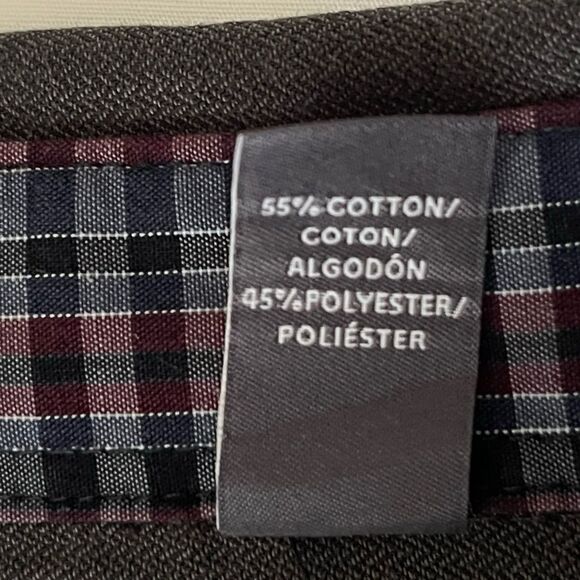 55% COTTON/
COTON/
ALGODÓN
45%POLYESTER/
POLIÉSTER